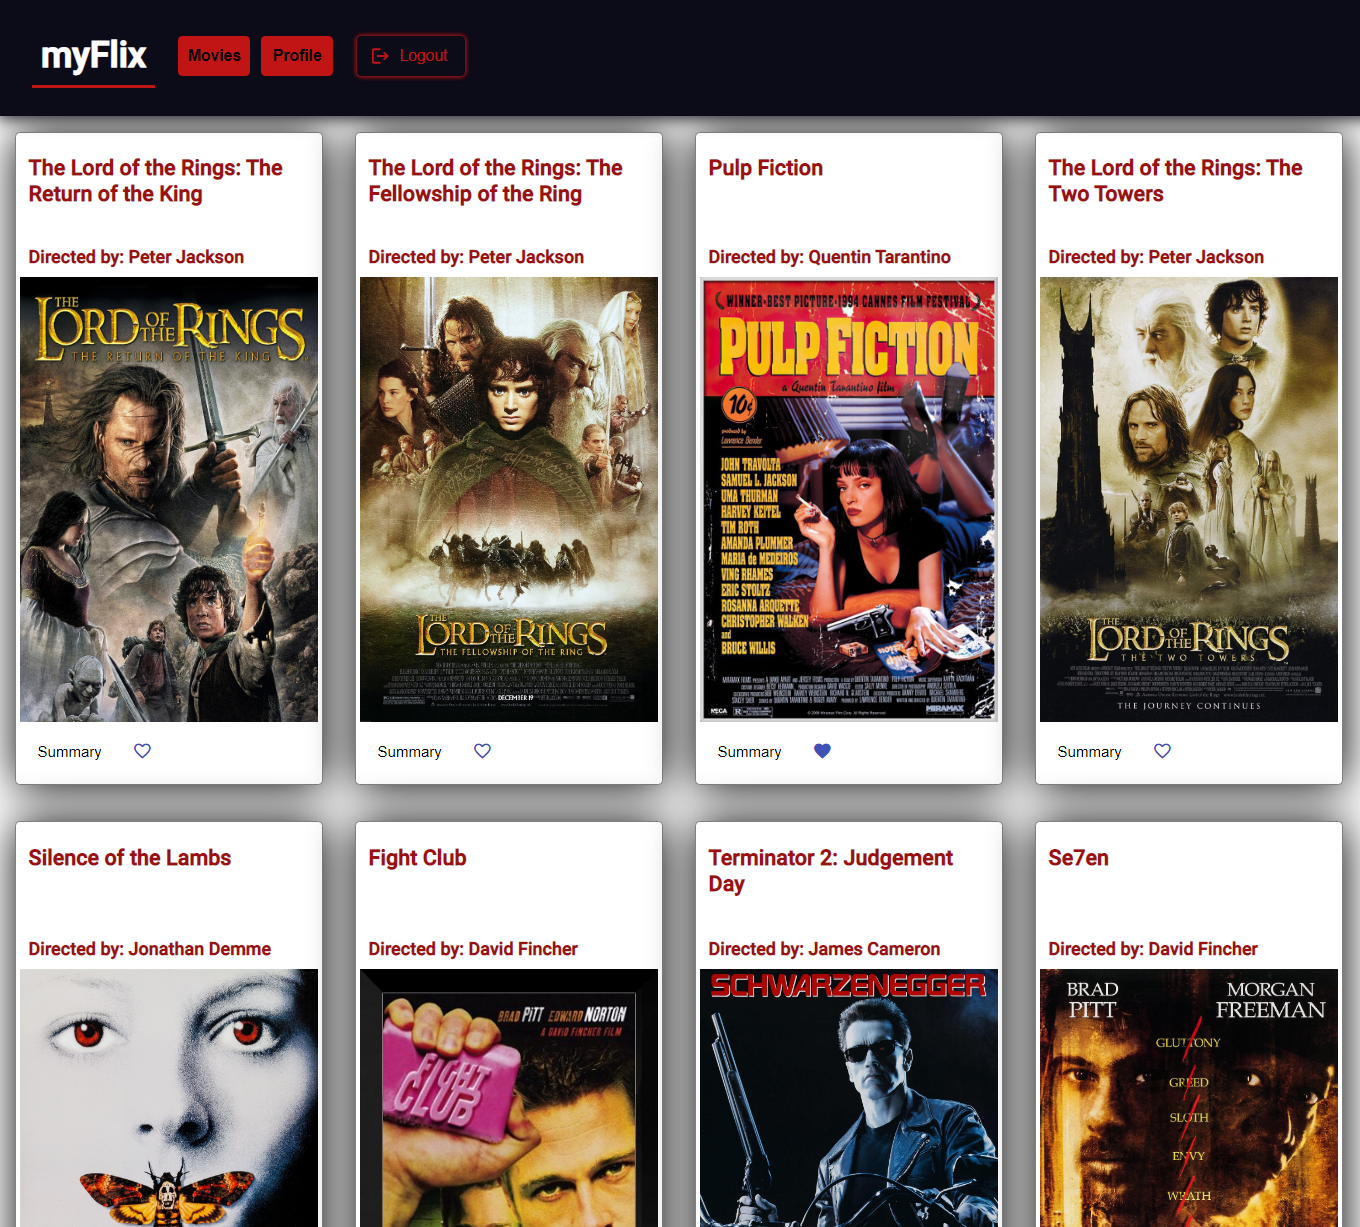 myFlix
Movies
Profile
Logout
The Lord of the Rings: The
Return of the King
Directed by: Peter Jackson
THE
LORD OF THE RINGS
THE RETURN OF THE KING
Summary
The Lord of the Rings: The
Fellowship of the Ring
Directed by: Peter Jackson
THE
LORD OF THE RINGS
THE FELLOWSHIP OF THE RING
DECEMBER 19
Summary
Pulp Fiction
Directed by: Quentin Tarantino
WINNER•BEST PICTURE•1994 CANNES FILM FESTIVAL
PULP FICTION
a Quentin Tarantino film
10¢
produced by
Lawrence Bender
JOHN TRAVOLTA
SAMUEL L. JACKSON
UMA THURMAN
HARVEY KEITEL
TIM ROTH
AMANDA PLUMMER
MARIA de MEDEIROS
VING RHAMES
ERIC STOLTZ
ROSANNA ARQUETTE
CHRISTOPHER WALKEN
and
BRUCE WILLIS
NECA
R
MIRAMAX
Summary
The Lord of the Rings: The
Two Towers
Directed by: Peter Jackson
THE
LORD OF THE RINGS
THE TWO TOWERS
THE JOURNEY CONTINUES
Summary
Silence of the Lambs
Directed by: Jonathan Demme
Fight Club
Directed by: David Fincher
BRAD PITT EDWARD NORTON
A DAVID FINCHER FILM
FIGHT
CLUB
Terminator 2: Judgement
Day
Directed by: James Cameron
SCHWARZENEGGER
Se7en
Directed by: David Fincher
BRAD
PITT
MORGAN
FREEMAN
GLUTTONY
GREED
SLOTH
ENVY
WRATH